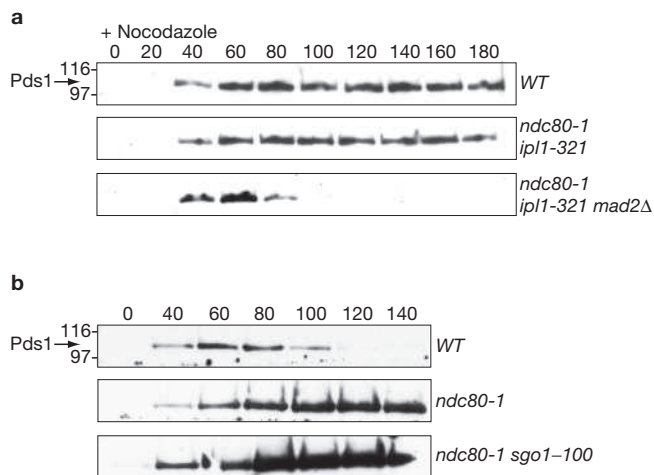 a
+ Nocodazole
0 20 40 60 80 100 120 140 160 180
116
Pds1
97
WT
ndc80-1
ipl1-321
ndc80-1
ipl1-321 mad2Δ
b
0 40 60 80 100 120 140
116
Pds1
97
WT
ndc80-1
ndc80-1 sgo1–100